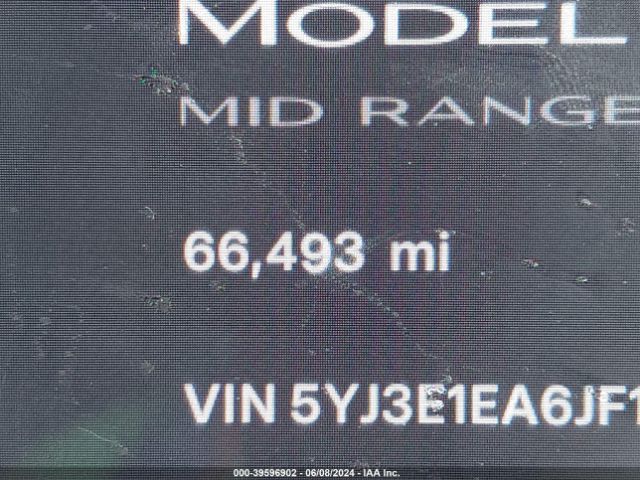 MODEL
MID RANGE
66,493 mi
VIN 5YJ3E1EA6JF1
000-39596902 - 06/08/2024 - IAA Inc.